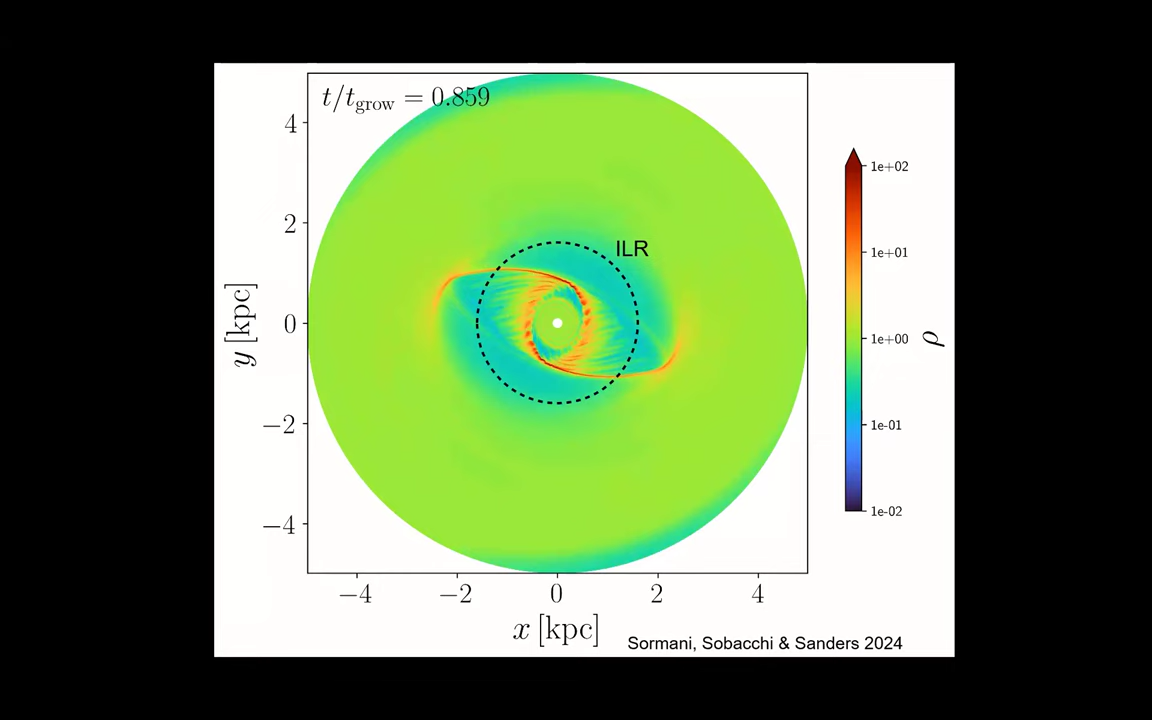 t/t_grow = 0.859
ILR
4
2
0
−2
−4
y [kpc]
−4
−2
0
2
4
x [kpc]
1e+02
1e+01
1e+00
1e-01
1e-02
ρ
Sormani, Sobacchi & Sanders 2024